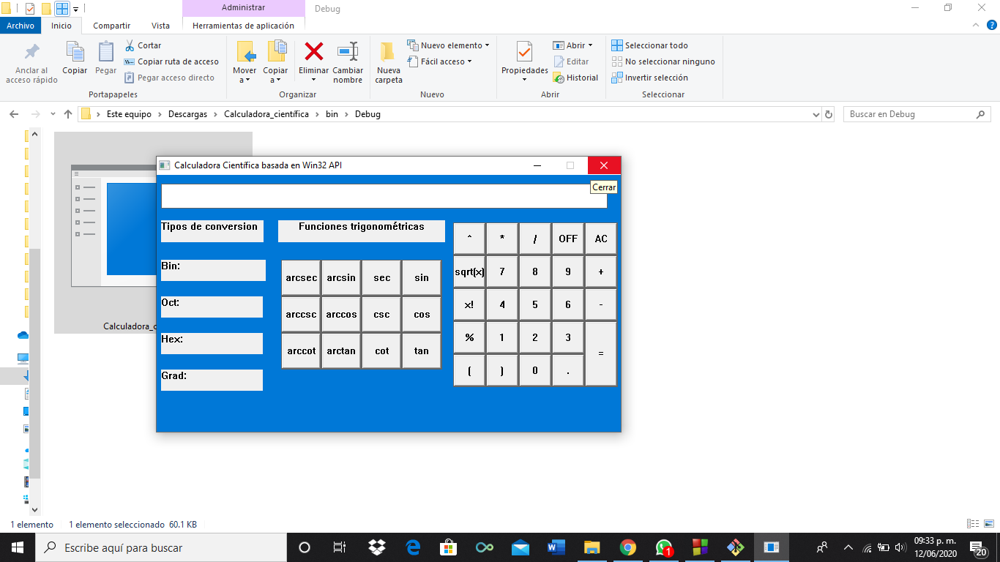 Administrar
Debug
Archivo
Inicio
Compartir
Vista
Herramientas de aplicación
Anclar al acceso rápido
Copiar
Pegar
Cortar
Copiar ruta de acceso
Pegar acceso directo
Portapapeles
Mover a
Copiar a
Eliminar
Cambiar nombre
Organizar
Nueva carpeta
Nuevo elemento
Fácil acceso
Nuevo
Propiedades
Abrir
Editar
Historial
Abrir
Seleccionar todo
No seleccionar ninguno
Invertir selección
Seleccionar
Este equipo > Descargas > Calculadora_científica > bin > Debug
Buscar en Debug
Calculadora Científica basada en Win32 API
Cerrar
Tipos de conversion
Funciones trigonométricas
Bin:
Oct:
Hex:
Grad:
arcsec arcsin sec sin
arccsc arccos csc cos
arccot arctan cot tan
^ * / OFF AC
sqrt(x) 7 8 9 +
x! 4 5 6 -
% 1 2 3 =
( ) 0 .
Calculadora_c
1 elemento
1 elemento seleccionado 60.1 KB
Escribe aquí para buscar
1
09:33 p. m.
12/06/2020
20